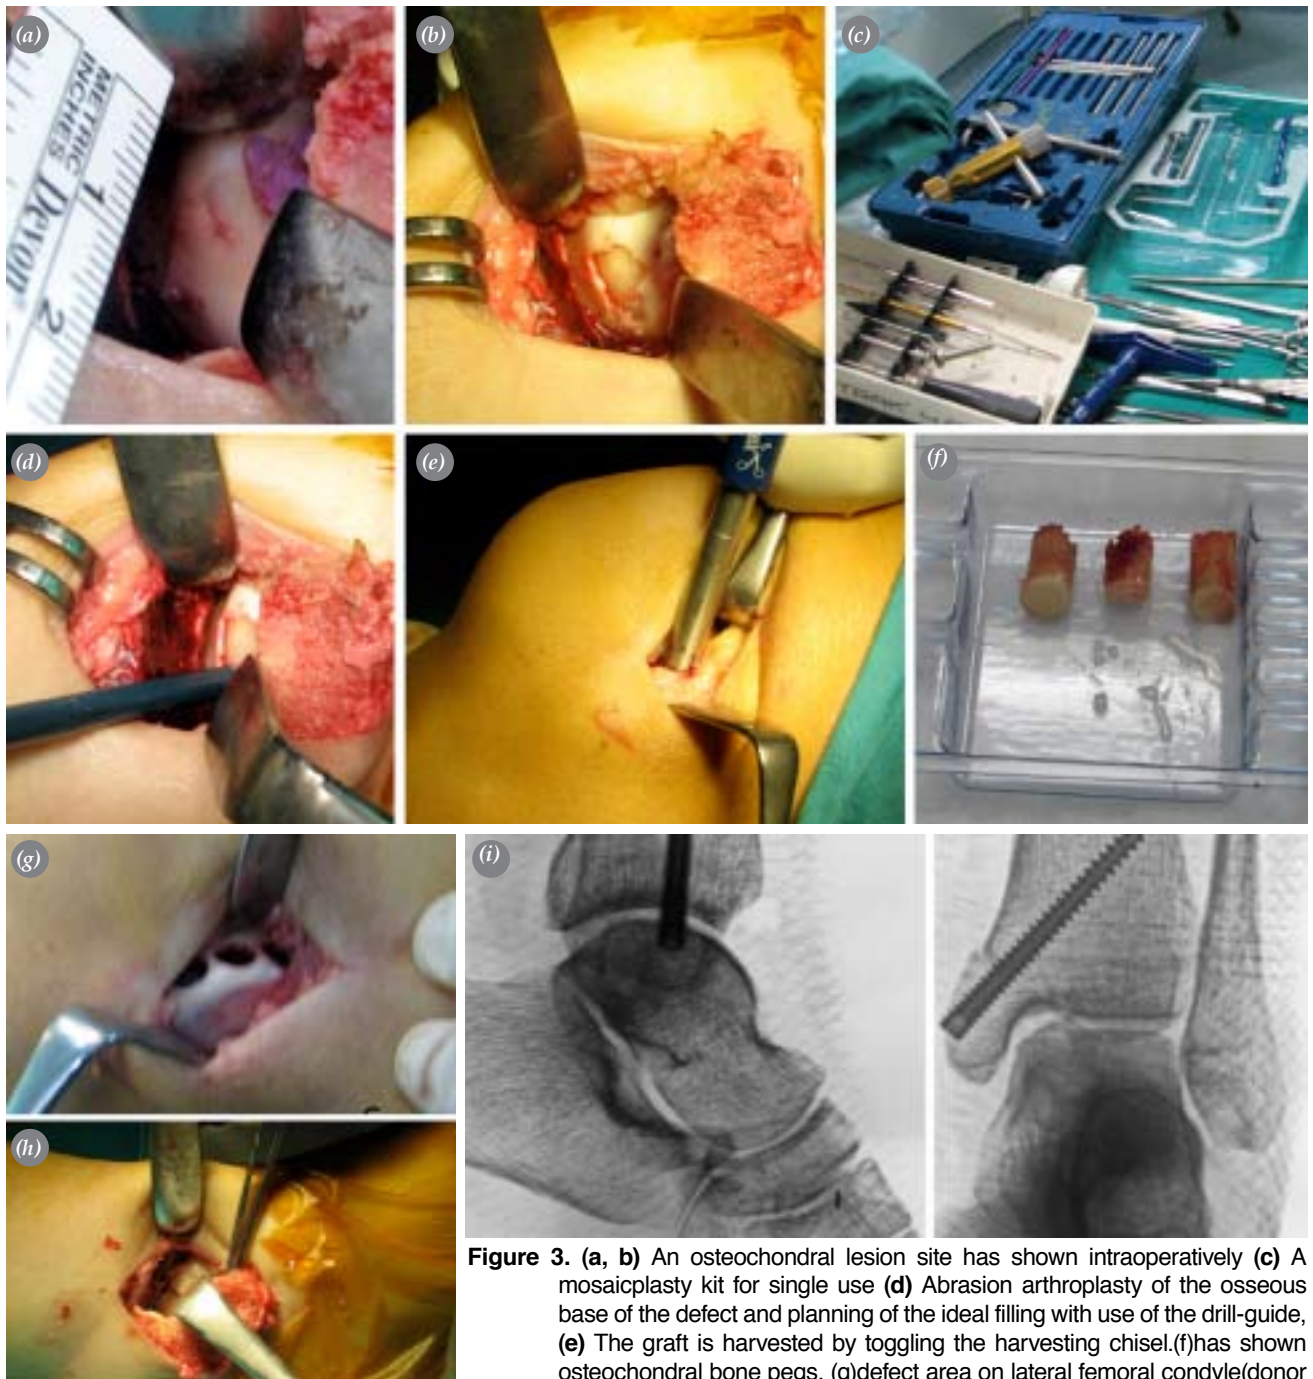 (a)
METRIC
INCHES
Devon
1
2
(b)
(c)
(d)
(e)
(f)
(g)
(h)
(i)
Figure 3. (a, b) An osteochondral lesion site has shown intraoperatively (c) A
mosaicplasty kit for single use (d) Abrasion arthroplasty of the osseous
base of the defect and planning of the ideal filling with use of the drill-guide,
(e) The graft is harvested by toggling the harvesting chisel.(f)has shown
osteochondral bone pegs. (g)defect area on lateral femoral condyle(donor